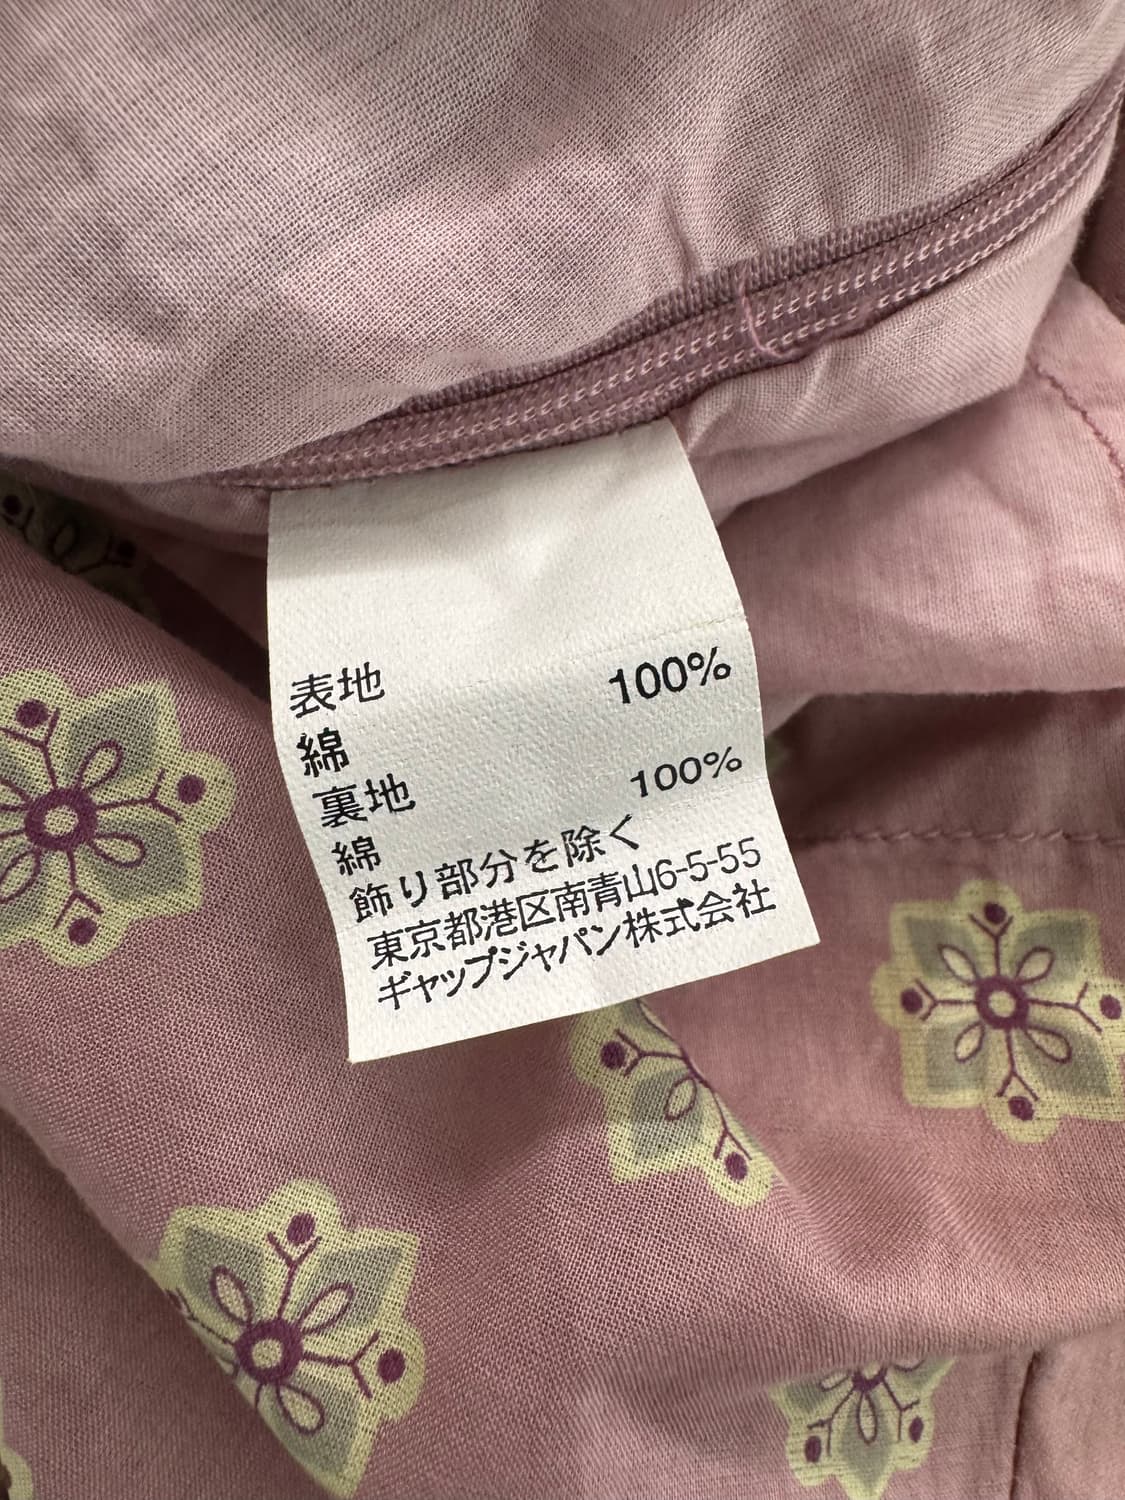 表地
綿 100%
裏地
綿 100%
飾り部分を除く
東京都港区南青山6-5-55
ギャップジャパン株式会社